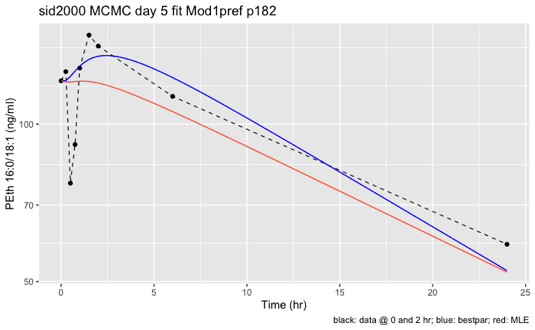 sid2000 MCMC day 5 fit Mod1pref p182
PEth 16:0/18:1 (ng/ml)
100
70
50
0
5
10
15
20
25
Time (hr)
black: data @ 0 and 2 hr; blue: bestpar; red: MLE